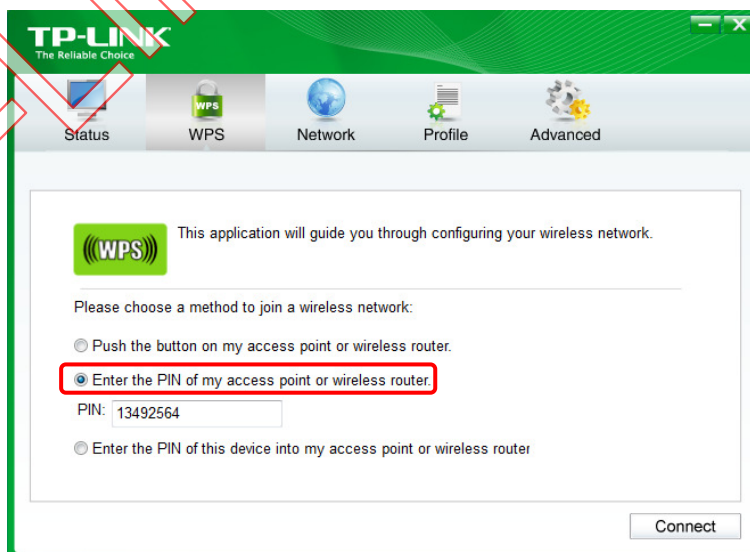 TP-LINK
The Reliable Choice
Status WPS Network Profile Advanced
WPS
(((WPS)))
This application will guide you through configuring your wireless network.
Please choose a method to join a wireless network:
Push the button on my access point or wireless router.
Enter the PIN of my access point or wireless router.
PIN: 13492564
Enter the PIN of this device into my access point or wireless router
Connect